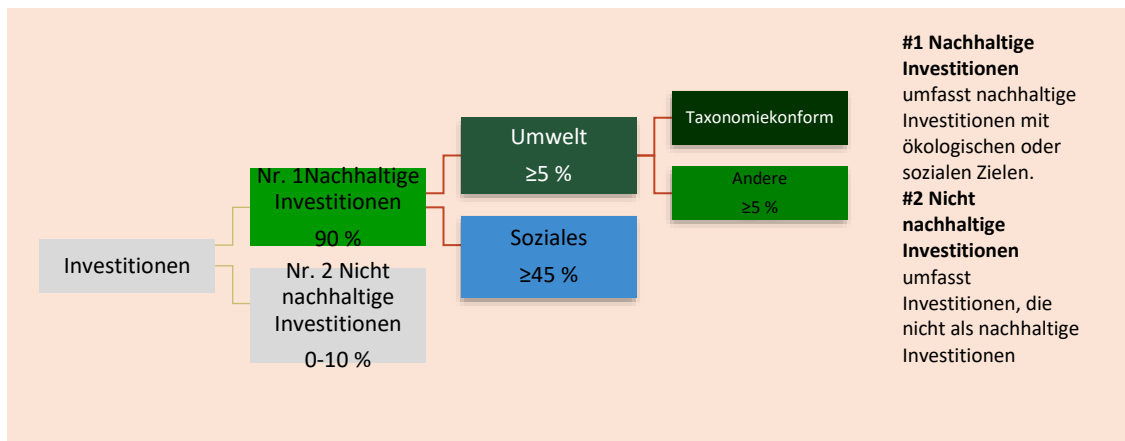 Investitionen
Nr. 1Nachhaltige
Investitionen
90 %
Nr. 2 Nicht
nachhaltige
Investitionen
0-10 %
Umwelt
≥5 %
Soziales
≥45 %
Taxonomiekonform
Andere
≥5 %
#1 Nachhaltige
Investitionen
umfasst nachhaltige
Investitionen mit
ökologischen oder
sozialen Zielen.
#2 Nicht
nachhaltige
Investitionen
umfasst
Investitionen, die
nicht als nachhaltige
Investitionen